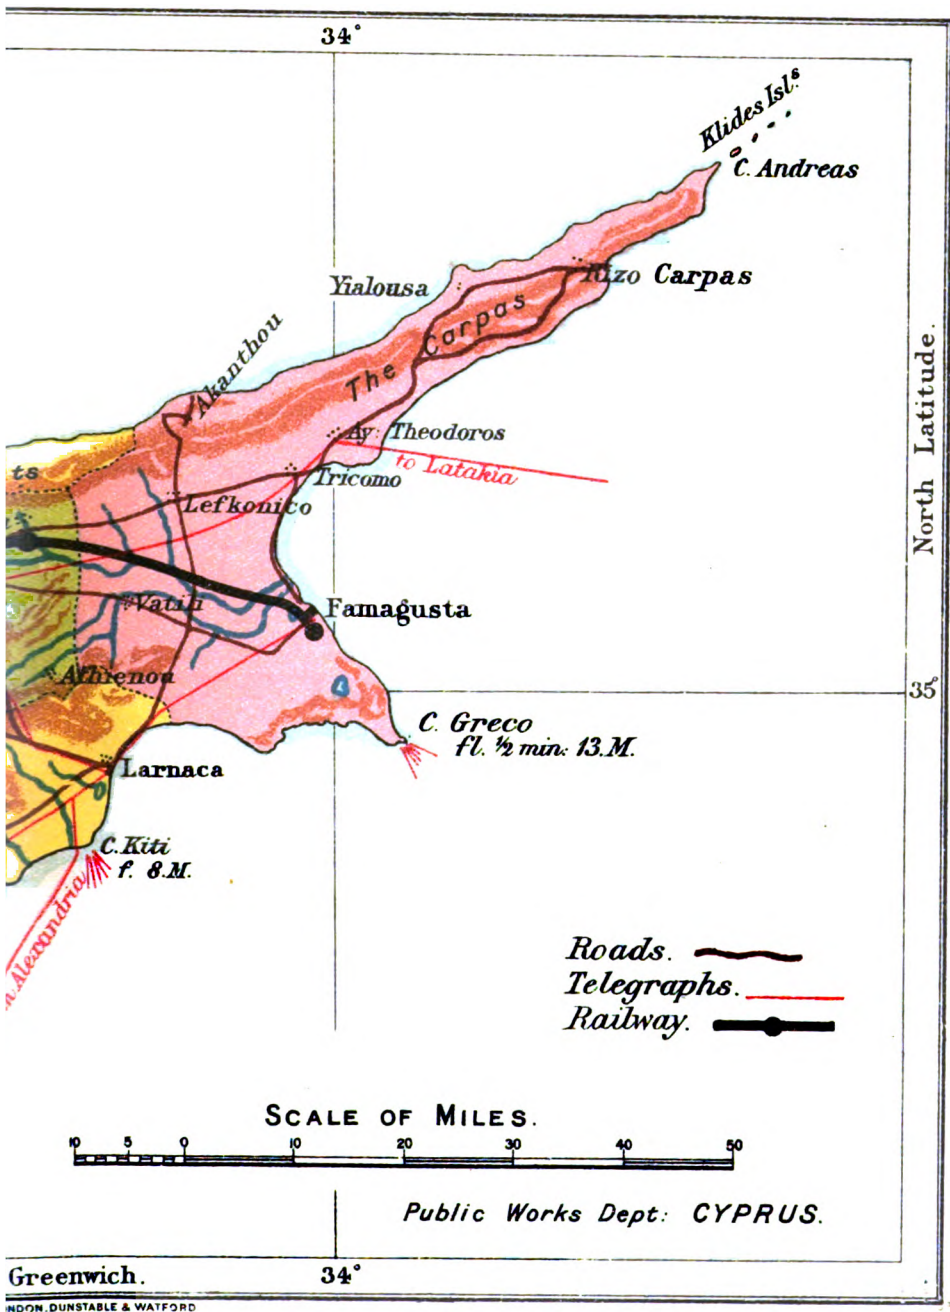 34°
Klides Isl.s
C. Andreas
Rizo Carpas
Yialousa
The Carpas
Akanthou
Ay: Theodoros
to Latakia
ts
Tricomo
Lefkonico
North Latitude.
Famagusta
Vatili
Athienou
35°
C. Greco
fl. ½ min: 13.M.
Larnaca
C. Kiti
f. 8.M.
Alexandria
Roads.
Telegraphs.
Railway.
SCALE OF MILES.
10 5 0 10 20 30 40 50
Public Works Dept: CYPRUS.
Greenwich.
34°
NDON. DUNSTABLE & WATFORD